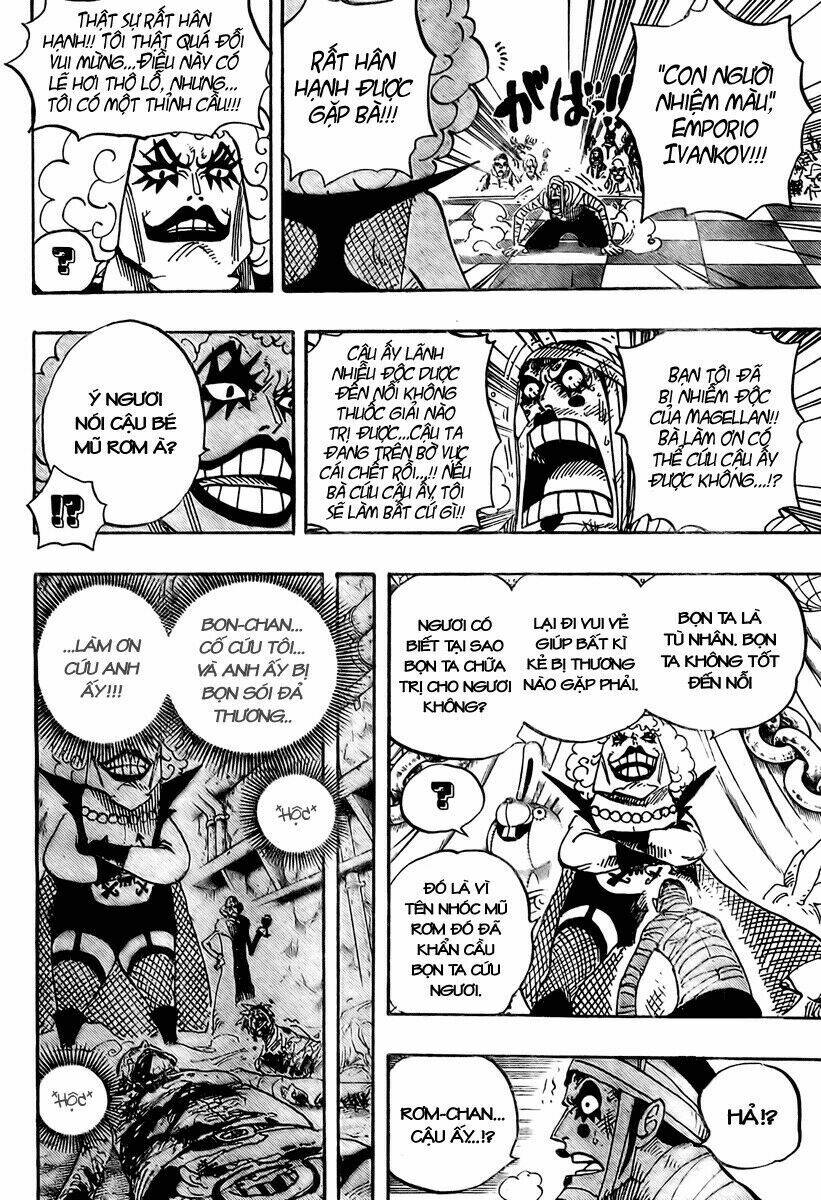 "CON NGƯỜI
NHIỆM MÀU",
EMPORIO
IVANKOV!!!
がばっ!!
RẤT HÂN
HẠNH ĐƯỢC
GẶP BÀ!!!
THẬT SỰ RẤT HÂN
HẠNH!! TÔI THẬT QUÁ ĐỖI
VUI MỪNG...ĐIỀU NÀY CÓ
LẼ HƠI THÔ LỖ, NHƯNG...
TÔI CÓ MỘT THỈNH CẦU!!!
?
BẠN TÔI ĐÃ
BỊ NHIỄM ĐỘC
CỦA MAGELLAN!!
BÀ LÀM ƠN CÓ
THỂ CỨU CẬU ẤY
ĐƯỢC KHÔNG...!?
CẬU ẤY LÃNH
NHIỀU ĐỘC DƯỢC
ĐẾN NỖI KHÔNG
THUỐC GIẢI NÀO
TRỊ ĐƯỢC...CẬU TA
ĐANG TRÊN BỜ VỰC
CÁI CHẾT RỒI...!! NẾU
BÀ CỨU CẬU ẤY, TÔI
SẼ LÀM BẤT CỨ GÌ!!
Ý NGƯƠI
NÓI CẬU BÉ
MŨ RƠM À?
!?
BỌN TA LÀ
TÙ NHÂN. BỌN
TA KHÔNG TỐT
ĐẾN NỖI
LẠI ĐI VUI VẺ
GIÚP BẤT KÌ
KẺ BỊ THƯƠNG
NÀO GẶP PHẢI.
NGƯƠI CÓ
BIẾT TẠI SAO
BỌN TA CHỮA
TRỊ CHO NGƯƠI
KHÔNG?
?
ĐÓ LÀ VÌ
TÊN NHÓC MŨ
RƠM ĐÓ ĐÃ
KHẨN CẦU
BỌN TA CỨU
NGƯƠI.
BON-CHAN...
CỐ CỨU TÔI...
...VÀ ANH ẤY BỊ
BỌN SÓI ĐẢ
THƯƠNG...
...LÀM ƠN
CỨU ANH
ẤY!!!
*HỘC*
*HỘC*
HẢ!?
RƠM-CHAN...
CẬU ẤY...!?